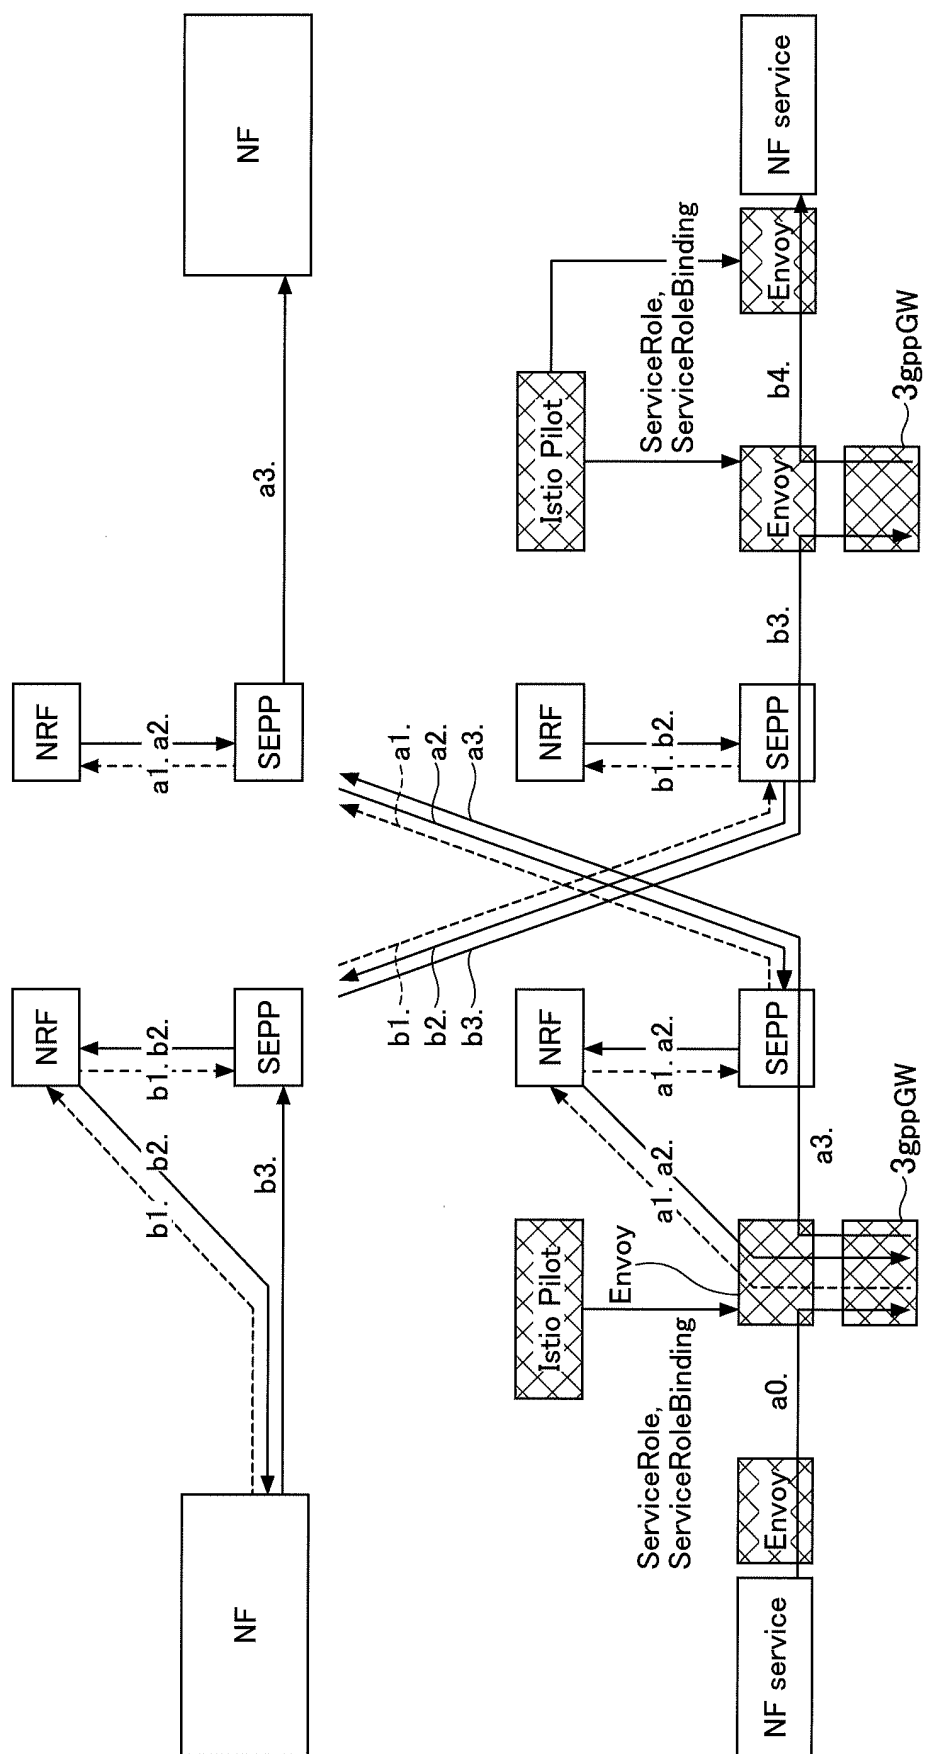 NRF
NRF
b1.
b2.
b1. b2.
a1. a2.
NF
b3.
SEPP
SEPP
a3.
NF
b1.
b2.
b3.
a1.
a2.
a3.
Istio Pilot
NRF
NRF
Istio Pilot
Envoy
ServiceRole,
ServiceRoleBinding
a1. a2.
a1. a2.
b1. b2.
ServiceRole,
ServiceRoleBinding
NF service
Envoy
a0.
a3.
SEPP
SEPP
b3.
Envoy
b4.
Envoy
NF service
3gppGW
3gppGW